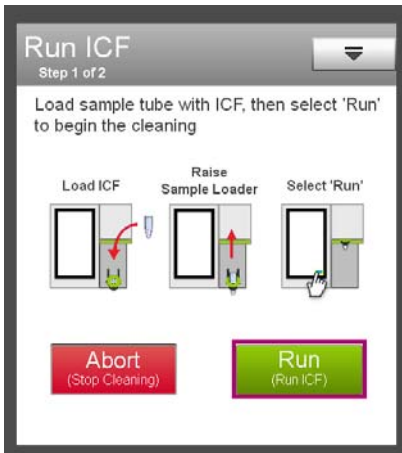 Run ICF
Step 1 of 2
Load sample tube with ICF, then select 'Run'
to begin the cleaning
Load ICF
Raise
Sample Loader
Select 'Run'
Abort
(Stop Cleaning)
Run
(Run ICF)